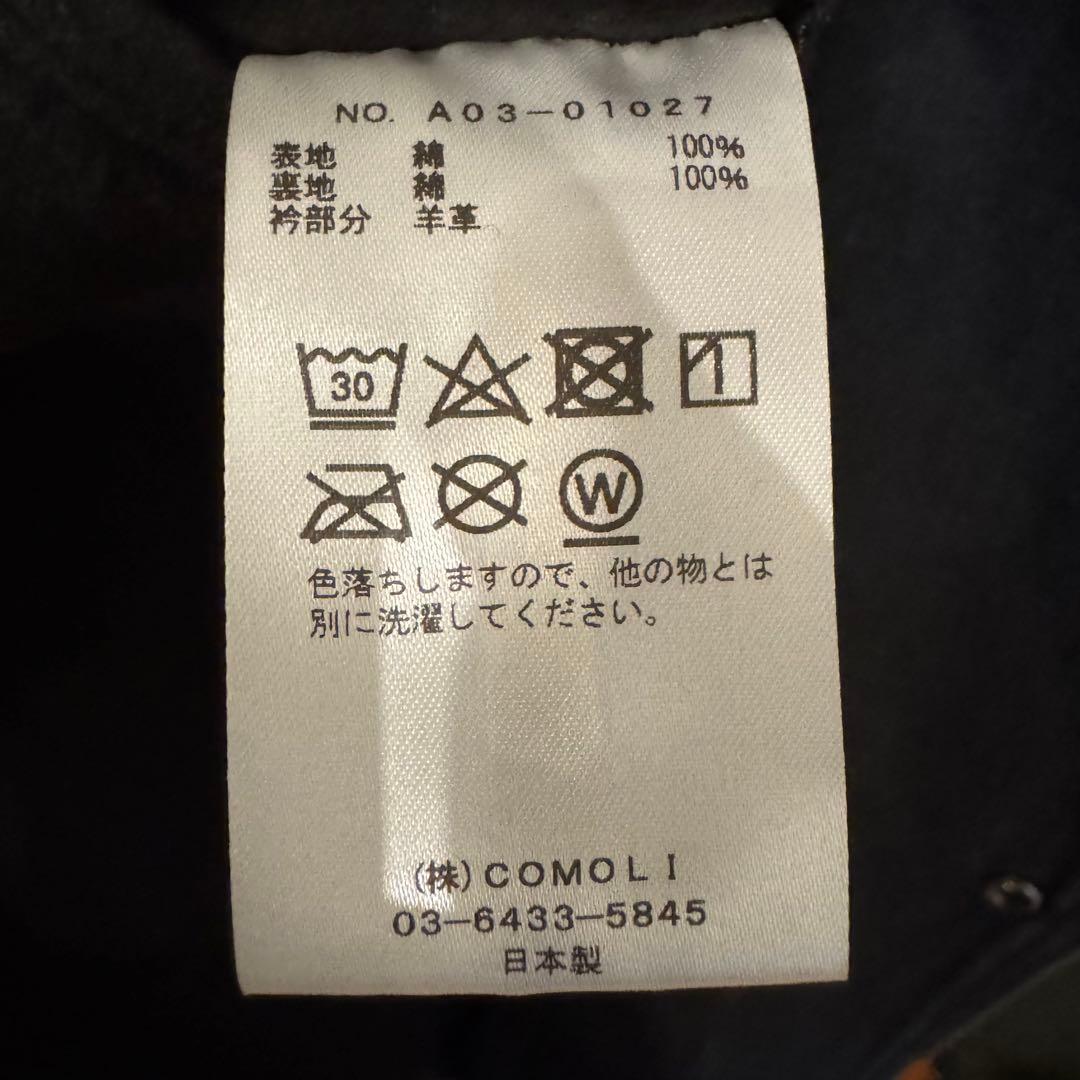 NO. A03-01027
表地 綿 100%
裏地 綿 100%
衿部分 羊革
30
W
色落ちしますので、他の物とは
別に洗濯してください。
(株)COMOLI
03-6433-5845
日本製